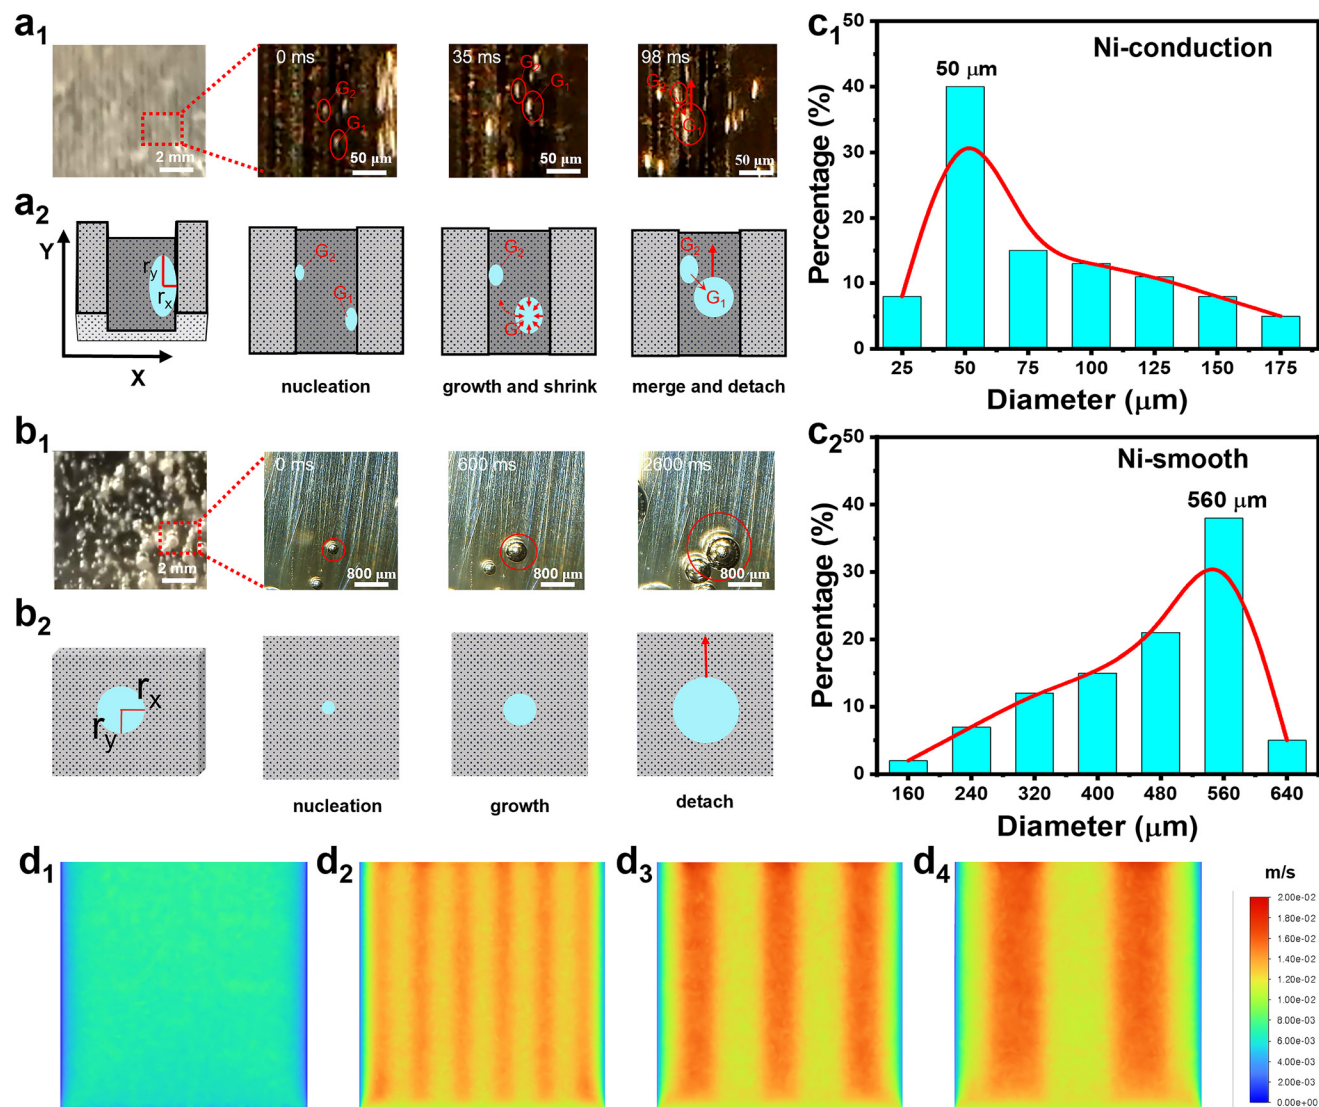 a1
2 mm
0 ms
G2
G1
50 μm
35 ms
G2
G1
50 μm
98 ms
G2
G1
50 μm
a2
Y
ry
rx
X
G2
G1
nucleation
G2
G1
growth and shrink
G2
G1
merge and detach
b1
2 mm
0 ms
800 μm
600 ms
800 μm
2600 ms
800 μm
b2
rx
ry
nucleation
growth
detach
c1
Ni-conduction
50 μm
Percentage (%)
50
40
30
20
10
0
25 50 75 100 125 150 175
Diameter (μm)
c2
Ni-smooth
560 μm
Percentage (%)
50
40
30
20
10
0
160 240 320 400 480 560 640
Diameter (μm)
d1
d2
d3
d4
m/s
2.00e-02
1.80e-02
1.60e-02
1.40e-02
1.20e-02
1.00e-02
8.00e-03
6.00e-03
4.00e-03
2.00e-03
0.00e+00